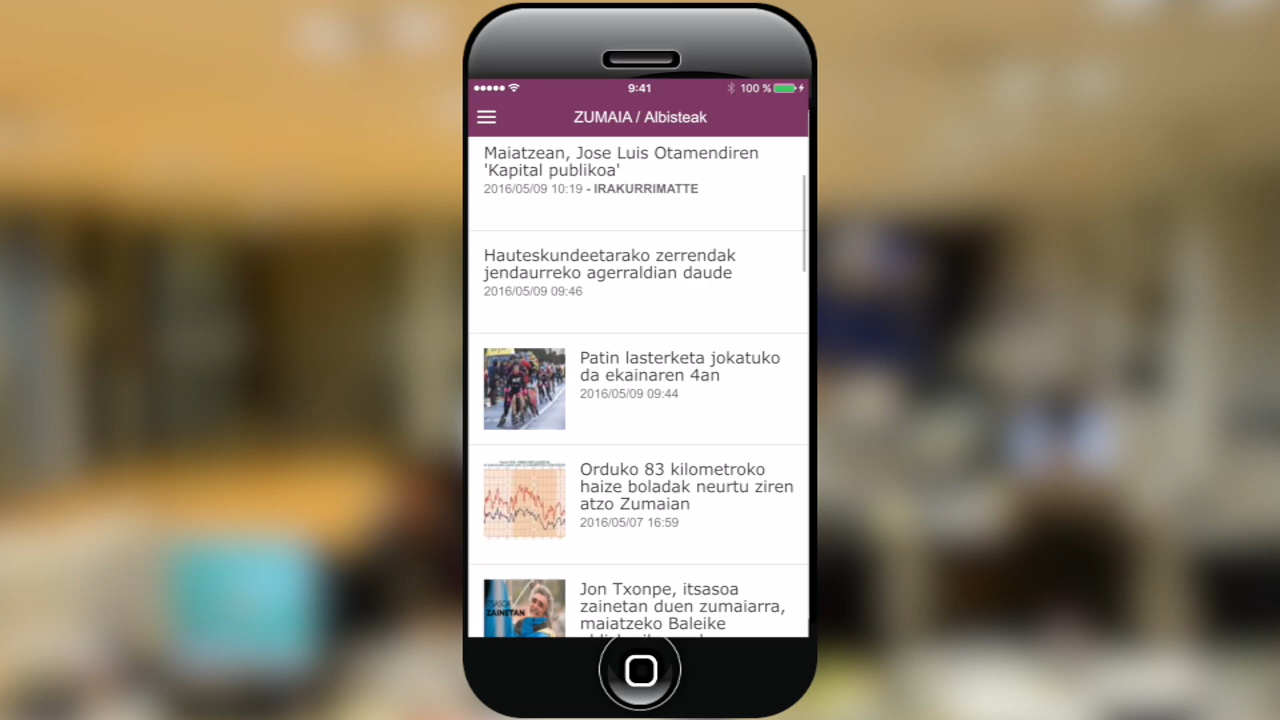 9:41
100 %
ZUMAIA / Albisteak
Maiatzean, Jose Luis Otamendiren
'Kapital publikoa'
2016/05/09 10:19 - IRAKURRIMATTE
Hauteskundeetarako zerrendak
jendaurreko agerraldian daude
2016/05/09 09:46
Patin lasterketa jokatuko
da ekainaren 4an
2016/05/09 09:44
Orduko 83 kilometroko
haize boladak neurtu ziren
atzo Zumaian
2016/05/07 16:59
Jon Txonpe, itsasoa
zainetan duen zumaiarra,
maiatzeko Baleike
ITSASOA
ZAINETAN